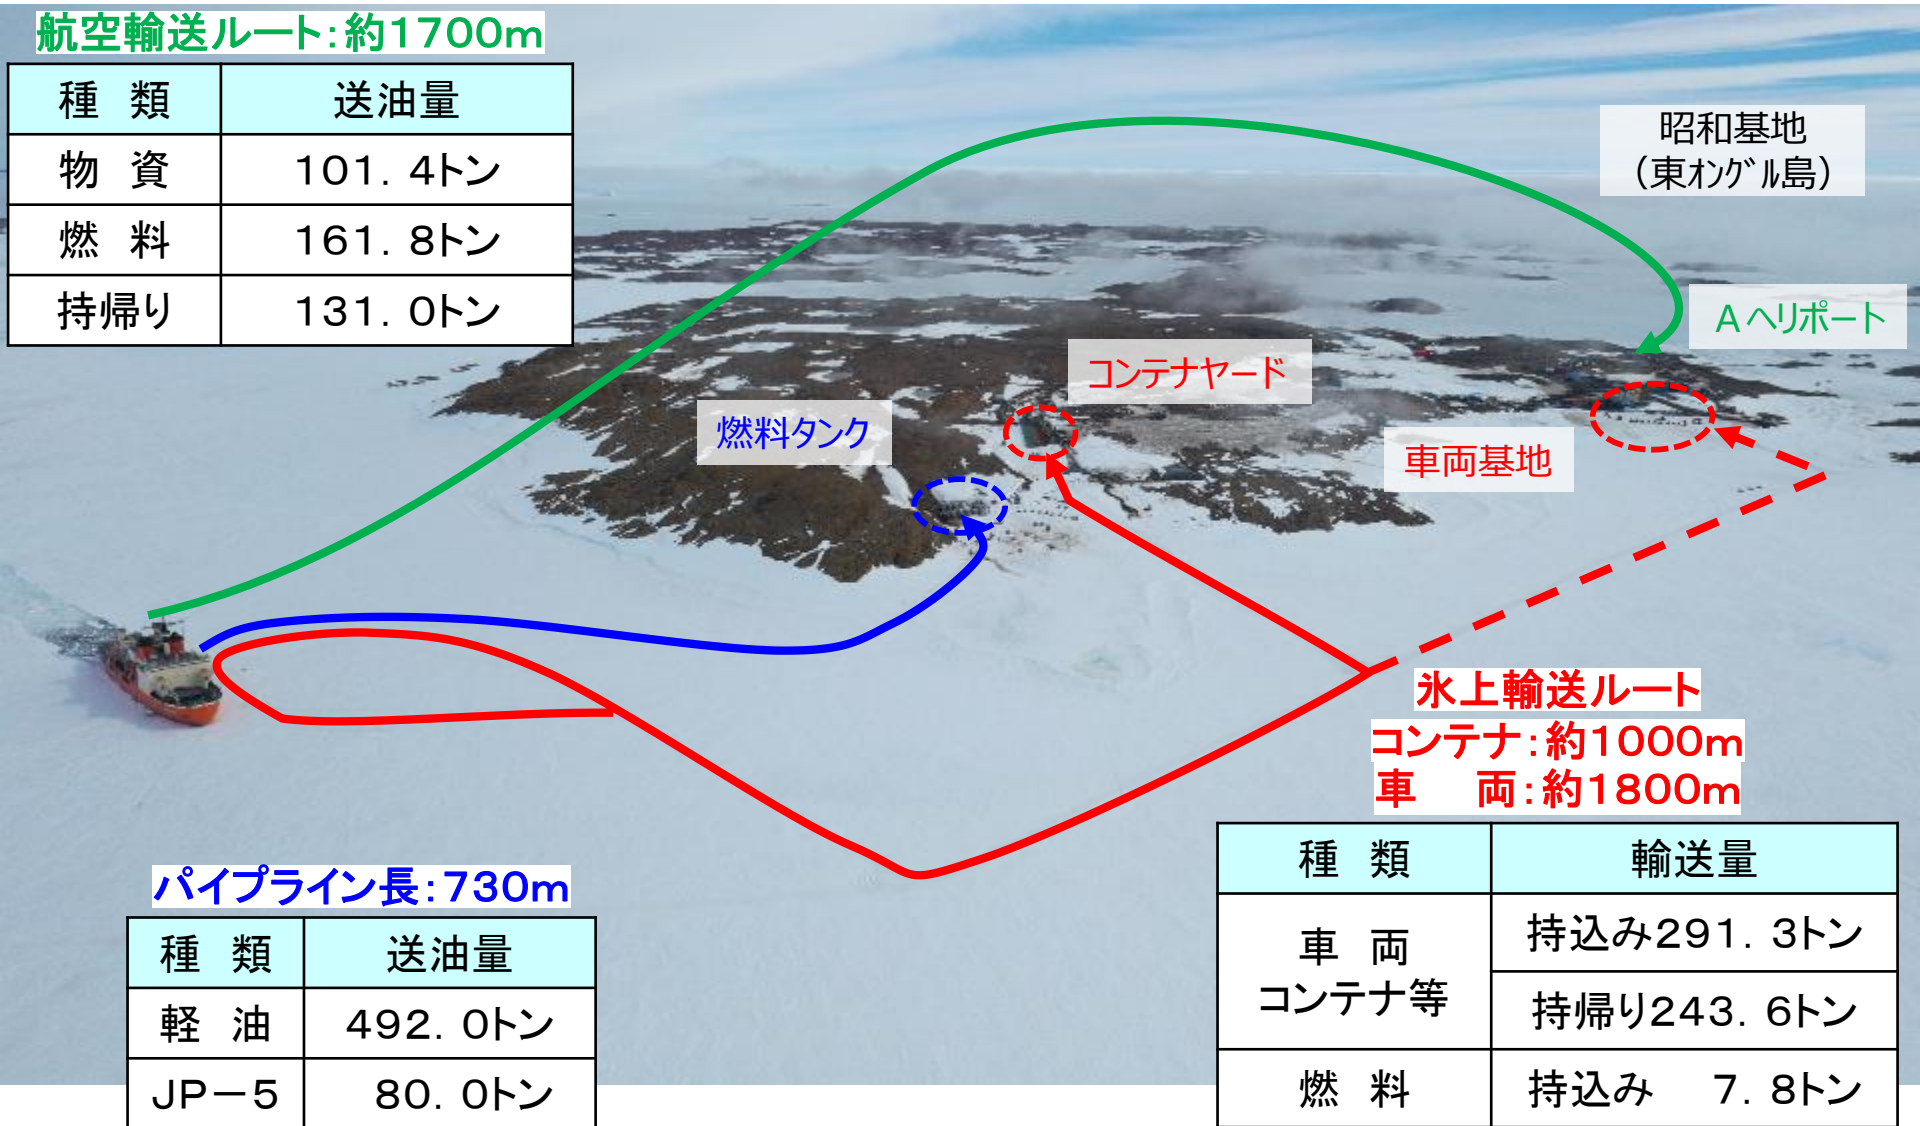 航空輸送ルート：約1700m
種 類 送油量
物 資 101．4トン
燃 料 161．8トン
持帰り 131．0トン
昭和基地
（東オングル島）
Aヘリポート
コンテナヤード
燃料タンク
車両基地
氷上輸送ルート
コンテナ：約1000m
車 両：約1800m
種 類 輸送量
車 両
コンテナ等
持込み291．3トン
持帰り243．6トン
燃 料 持込み 7．8トン
パイプライン長：730m
種 類 送油量
軽 油 492．0トン
JP－5 80．0トン